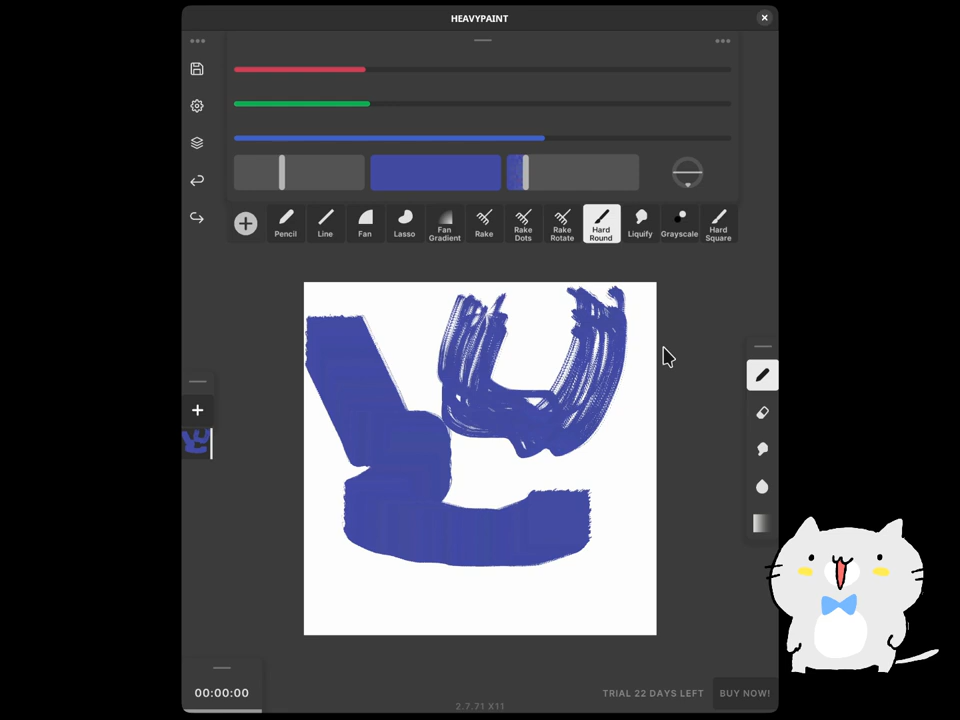 HEAVYPAINT
Pencil
Line
Fan
Lasso
Fan
Gradient
Rake
Rake
Dots
Rake
Rotate
Hard
Round
Liquify
Grayscale
Hard
Square
00:00:00
TRIAL 22 DAYS LEFT
BUY NOW!
2.7.71 X11